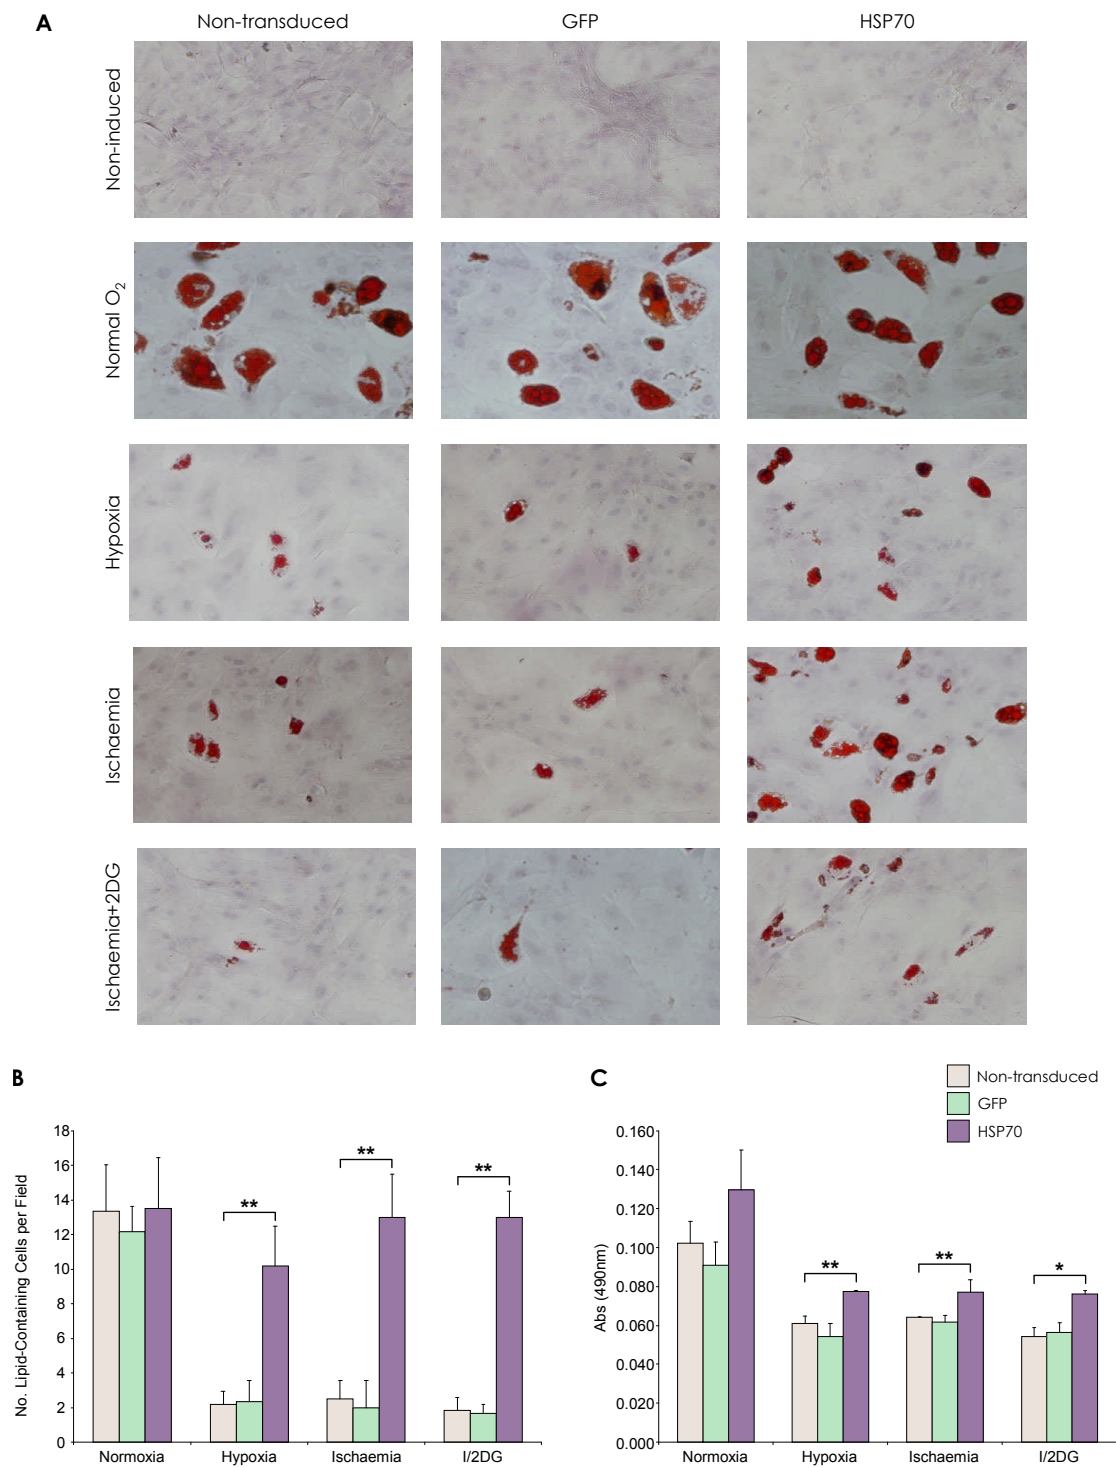 A
Non-transduced
GFP
HSP70
Non-induced
Normal O₂
Hypoxia
Ischaemia
Ischaemia+2DG
B
No. Lipid-Containing Cells per Field
18
16
14
12
10
8
6
4
2
0
**
**
**
Normoxia
Hypoxia
Ischaemia
I/2DG
C
Non-transduced
GFP
HSP70
Abs (490nm)
0.160
0.140
0.120
0.100
0.080
0.060
0.040
0.020
0.000
**
**
*
Normoxia
Hypoxia
Ischaemia
I/2DG